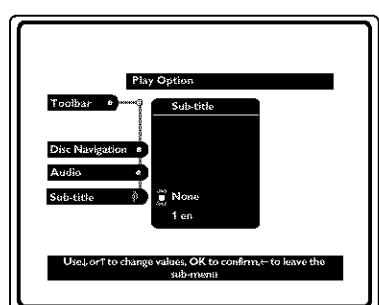 Play Option
Toolbar
Sub-title
Disc Navigation
Audio
Sub-title
None
1 en
Use↓ or↑ to change values, OK to confirm,← to leave the
sub-menu